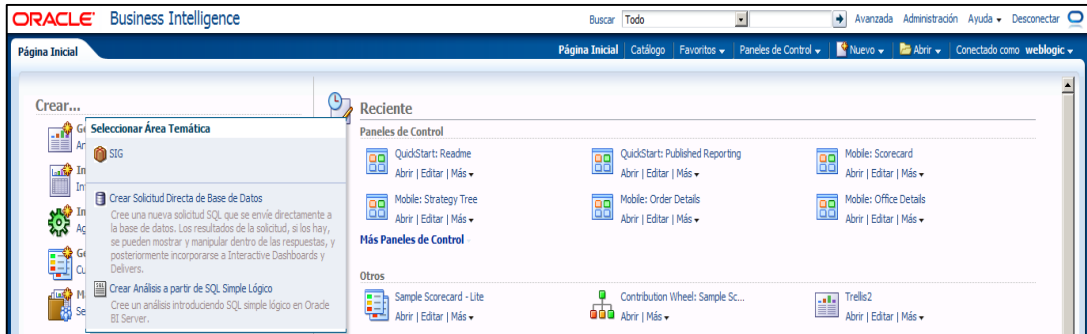 ORACLE Business Intelligence
Buscar Todo Avanzada Administración Ayuda Desconectar
Página Inicial
Página Inicial Catálogo Favoritos Paneles de Control Nuevo Abrir Conectado como weblogic
Crear...
Seleccionar Área Temática
SIG
Crear Solicitud Directa de Base de Datos
Cree una nueva solicitud SQL que se envíe directamente a
la base de datos. Los resultados de la solicitud, si los hay,
se pueden mostrar y manipular dentro de las respuestas, y
posteriormente incorporarse a Interactive Dashboards y
Delivers.
Crear Análisis a partir de SQL Simple Lógico
Cree un análisis introduciendo SQL simple lógico en Oracle
BI Server.
Reciente
Paneles de Control
QuickStart: Readme
Abrir | Editar | Más
QuickStart: Published Reporting
Abrir | Editar | Más
Mobile: Scorecard
Abrir | Editar | Más
Mobile: Strategy Tree
Abrir | Editar | Más
Mobile: Order Details
Abrir | Editar | Más
Mobile: Office Details
Abrir | Editar | Más
Más Paneles de Control
Otros
Sample Scorecard - Lite
Abrir | Editar | Más
Contribution Wheel: Sample Sc...
Abrir | Más
Trellis2
Abrir | Editar | Más